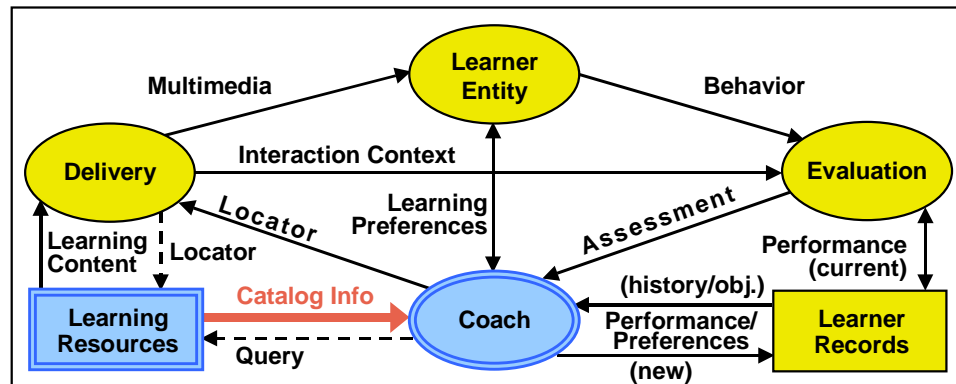 Learner
Entity
Multimedia
Behavior
Interaction Context
Delivery
Evaluation
Learning
Preferences
Locator
Assessment
Learning
Content
Locator
Performance
(current)
Catalog Info
(history/obj.)
Learning
Resources
Coach
Performance/
Preferences
Learner
Records
Query
(new)